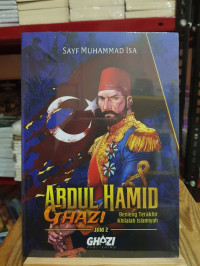 SAYF MUHAMMAD ISA
ABDUL HAMID
GHAZI
Benteng Terakhir
Khilafah Islamiyah
JILID 2
GHAZI